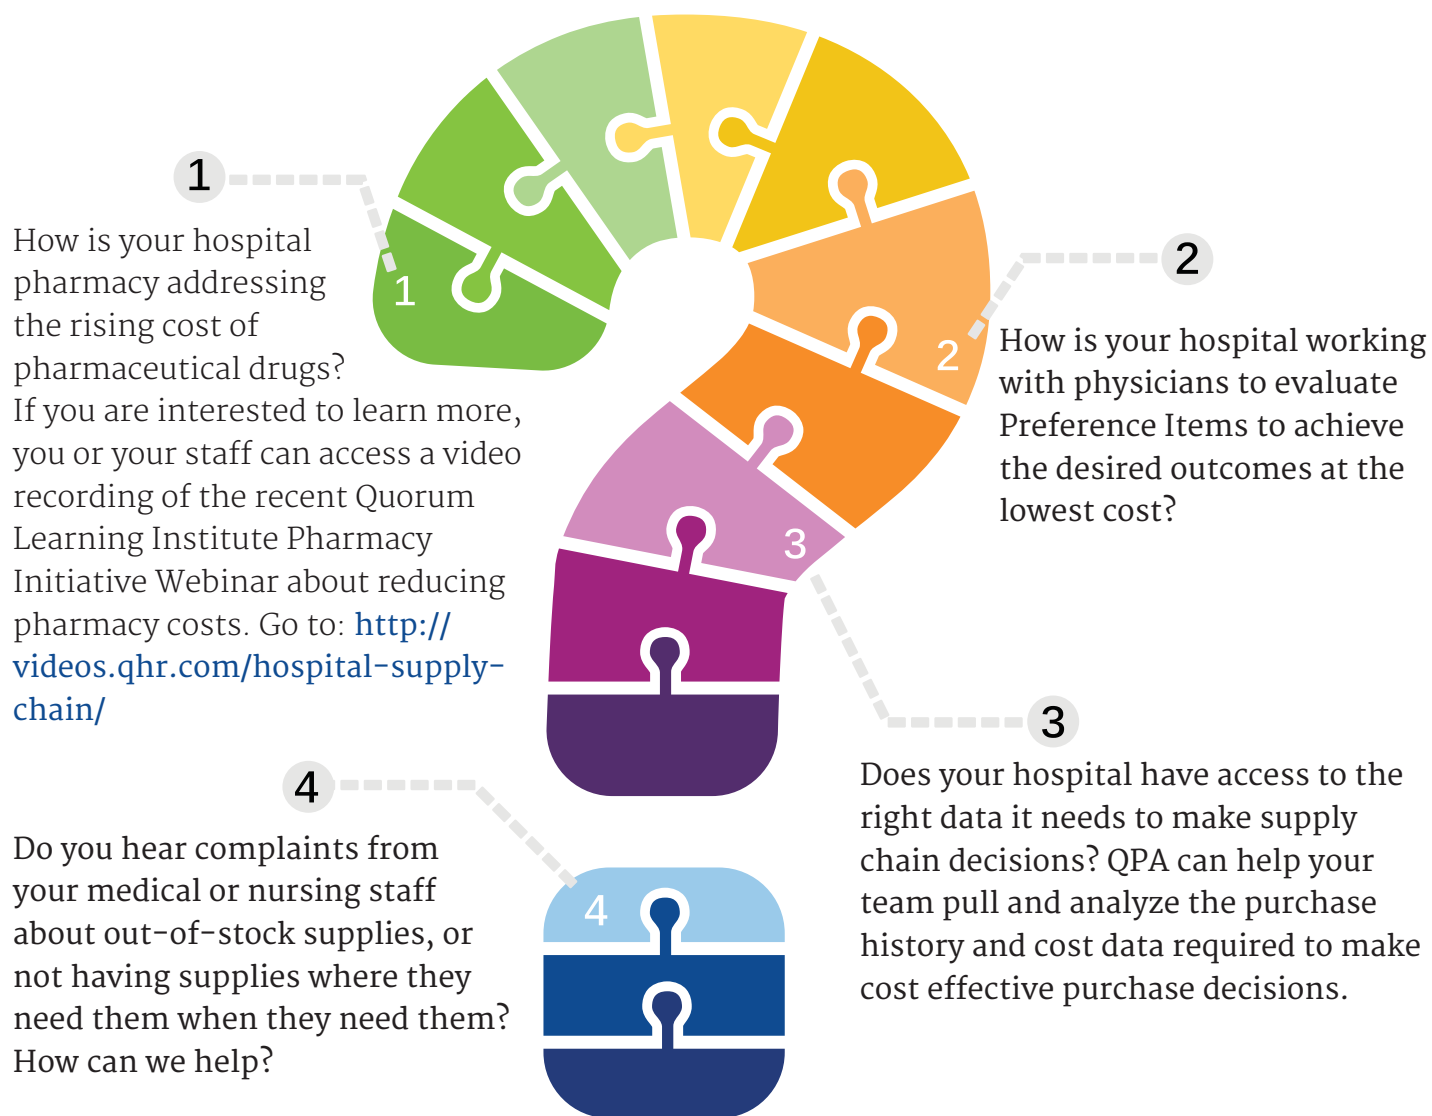 1
How is your hospital
pharmacy addressing
the rising cost of
pharmaceutical drugs?
If you are interested to learn more,
you or your staff can access a video
recording of the recent Quorum
Learning Institute Pharmacy
Initiative Webinar about reducing
pharmacy costs. Go to: http://
videos.qhr.com/hospital-supply-
chain/
1
2
How is your hospital working
with physicians to evaluate
Preference Items to achieve
the desired outcomes at the
lowest cost?
2
3
3
Does your hospital have access to the
right data it needs to make supply
chain decisions? QPA can help your
team pull and analyze the purchase
history and cost data required to make
cost effective purchase decisions.
4
Do you hear complaints from
your medical or nursing staff
about out-of-stock supplies, or
not having supplies where they
need them when they need them?
How can we help?
4